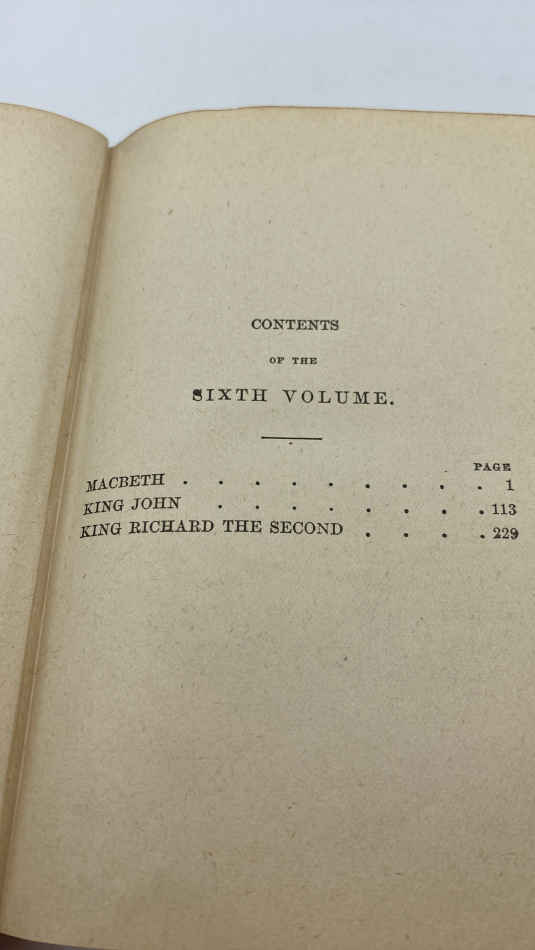 CONTENTS
OF THE
SIXTH VOLUME.
PAGE
MACBETH . . . . . . . . . 1
KING JOHN . . . . . . . . 113
KING RICHARD THE SECOND . . . . 229